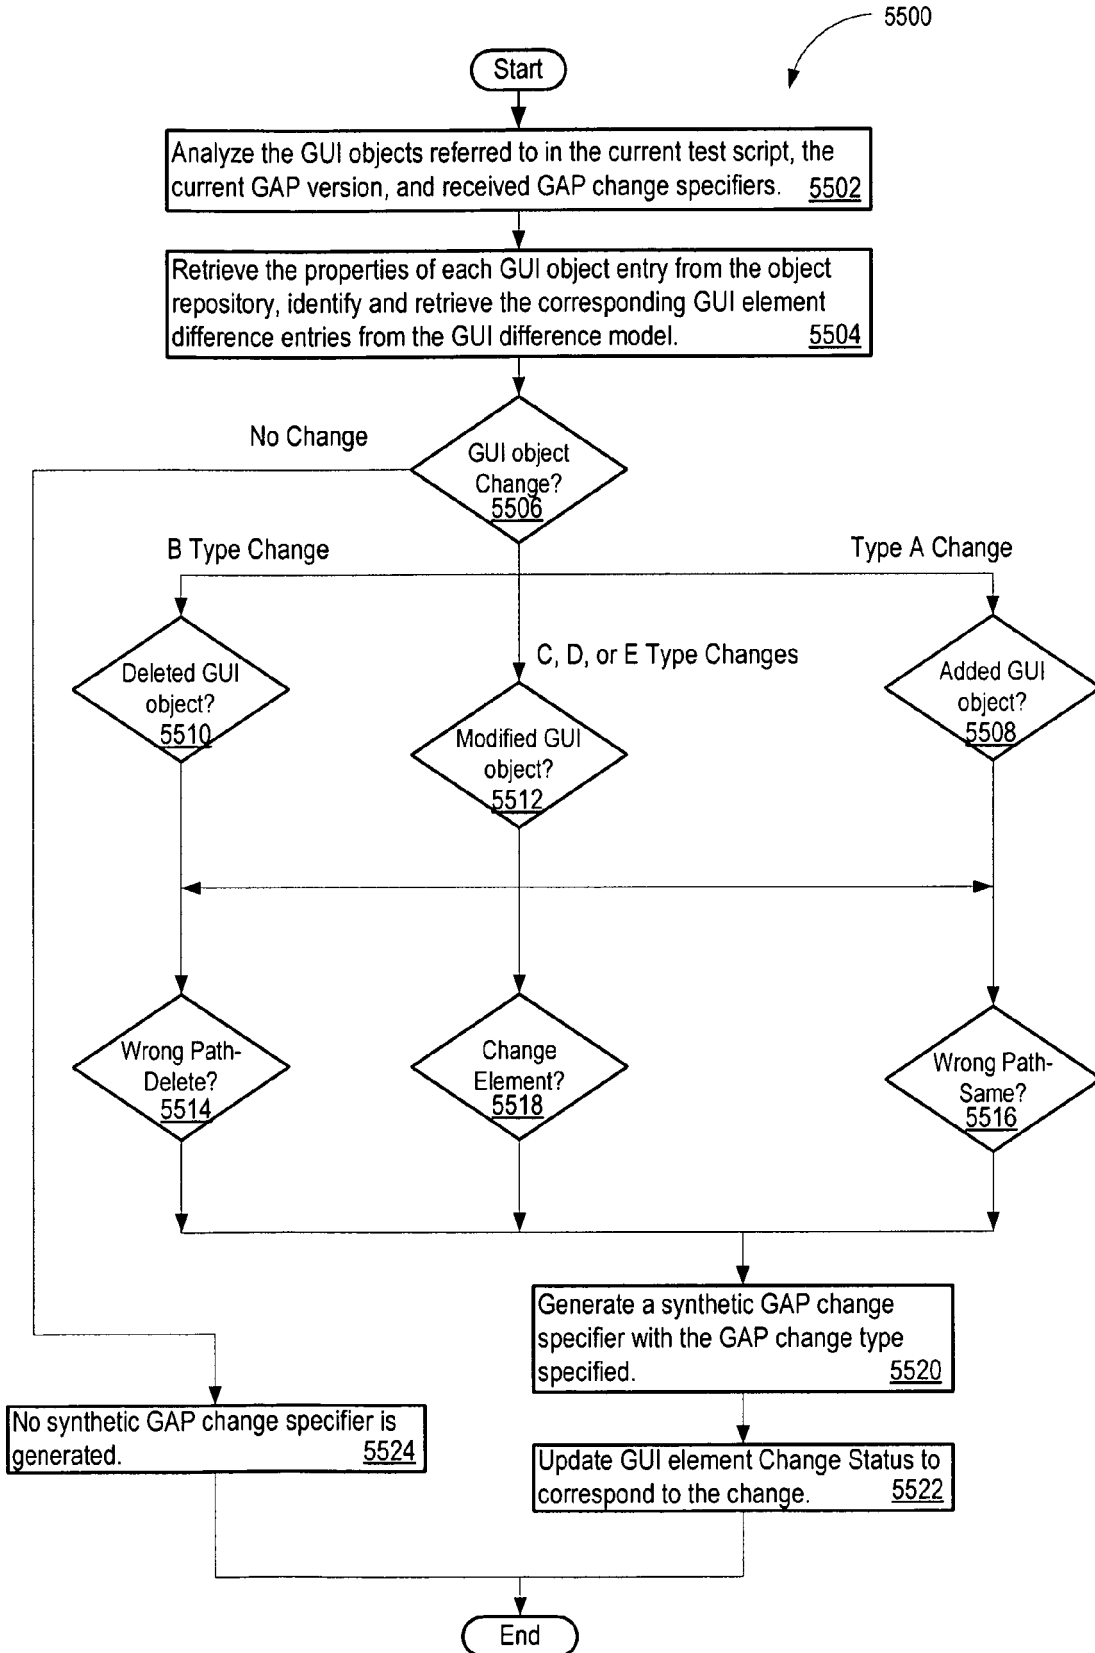 5500
Start
Analyze the GUI objects referred to in the current test script, the
current GAP version, and received GAP change specifiers. 5502
Retrieve the properties of each GUI object entry from the object
repository, identify and retrieve the corresponding GUI element
difference entries from the GUI difference model. 5504
No Change
GUI object
Change?
5506
B Type Change
Type A Change
C, D, or E Type Changes
Deleted GUI
object?
5510
Modified GUI
object?
5512
Added GUI
object?
5508
Wrong Path-
Delete?
5514
Change
Element?
5518
Wrong Path-
Same?
5516
Generate a synthetic GAP change
specifier with the GAP change type
specified. 5520
No synthetic GAP change specifier is
generated. 5524
Update GUI element Change Status to
correspond to the change. 5522
End